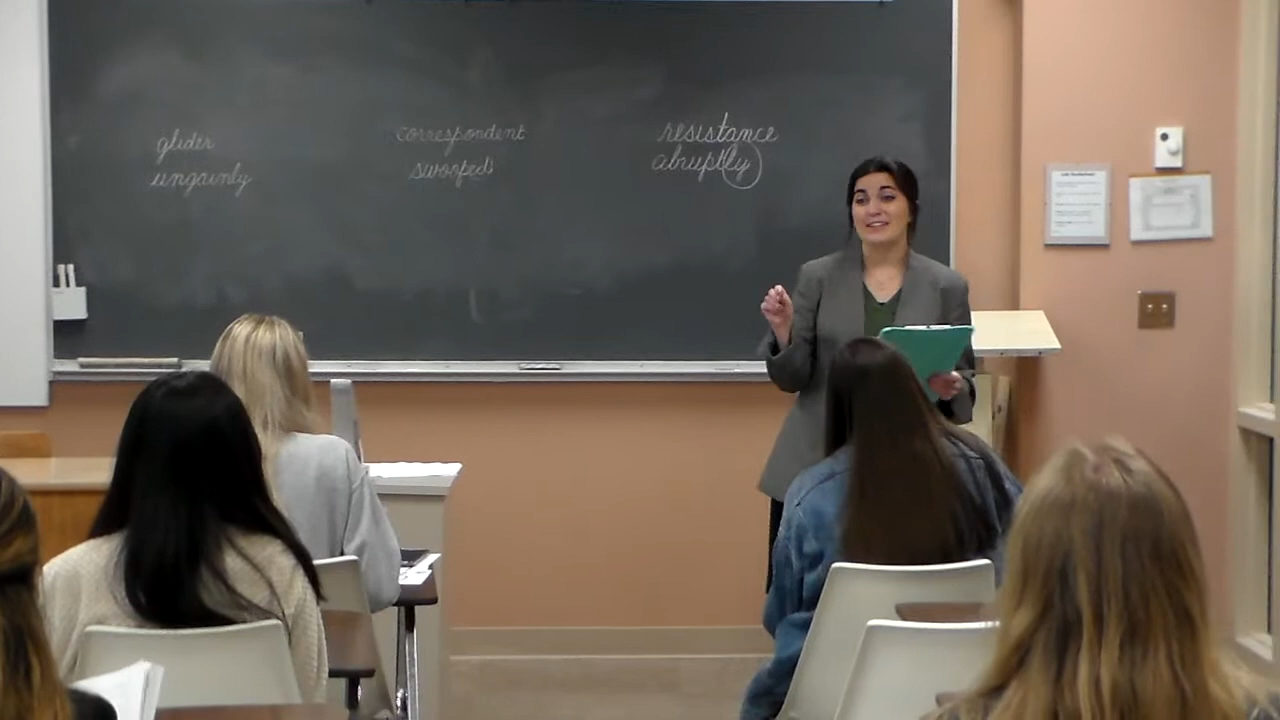 glider
ungainly
correspondent
swooped
resistance
abruptly